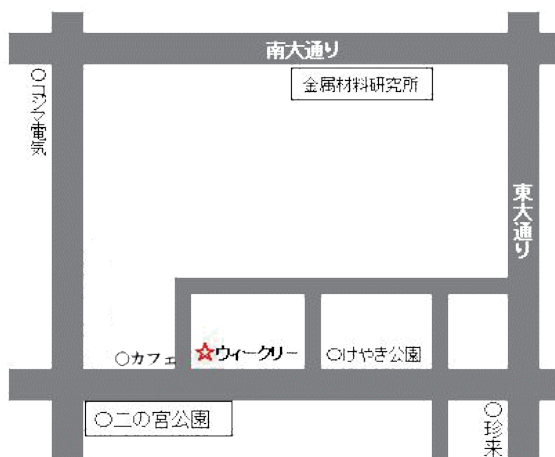 南大通り
金属材料研究所
○コジマ電気
東大通り
○カフェ
☆ウィークリー
○けやき公園
○二の宮公園
○珍来